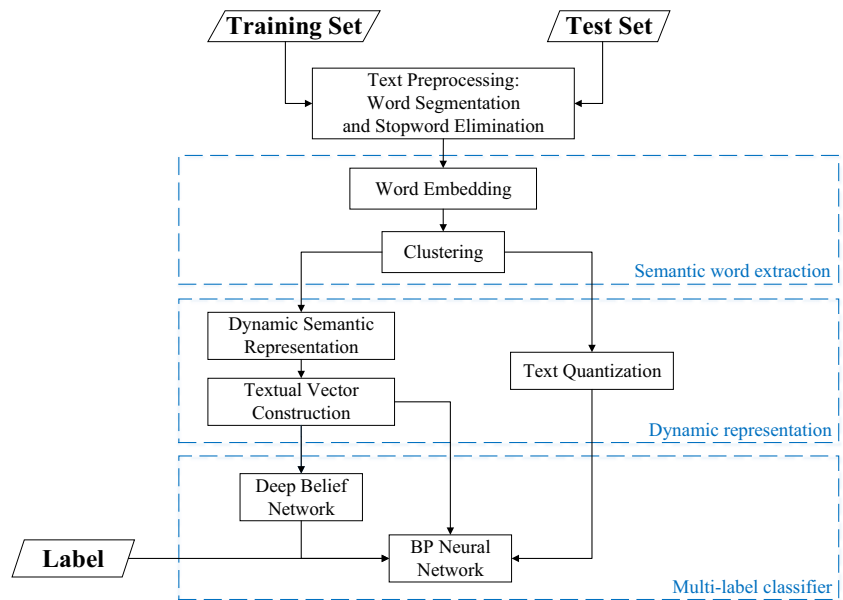 Training Set
Test Set
Text Preprocessing:
Word Segmentation
and Stopword Elimination
Word Embedding
Clustering
Semantic word extraction
Dynamic Semantic
Representation
Text Quantization
Textual Vector
Construction
Dynamic representation
Deep Belief
Network
Label
BP Neural
Network
Multi-label classifier